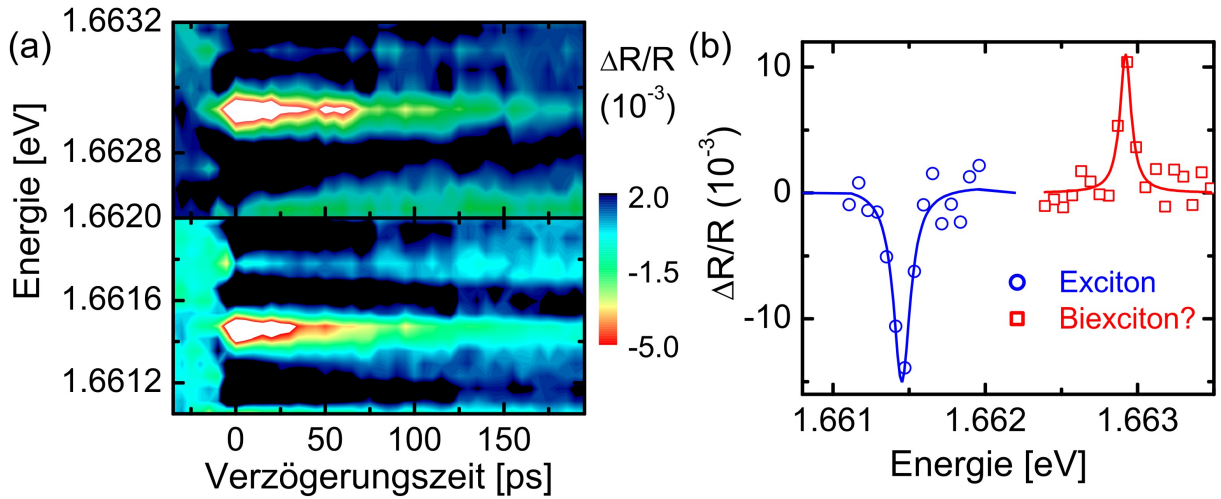 (a)
Energie [eV]
1.6632
1.6628
1.6620
1.6616
1.6612
0 50 100 150
Verzögerungszeit [ps]
ΔR/R
(10⁻³)
2.0
-1.5
-5.0
(b)
ΔR/R (10⁻³)
10
0
-10
Exciton
Biexciton?
1.661 1.662 1.663
Energie [eV]